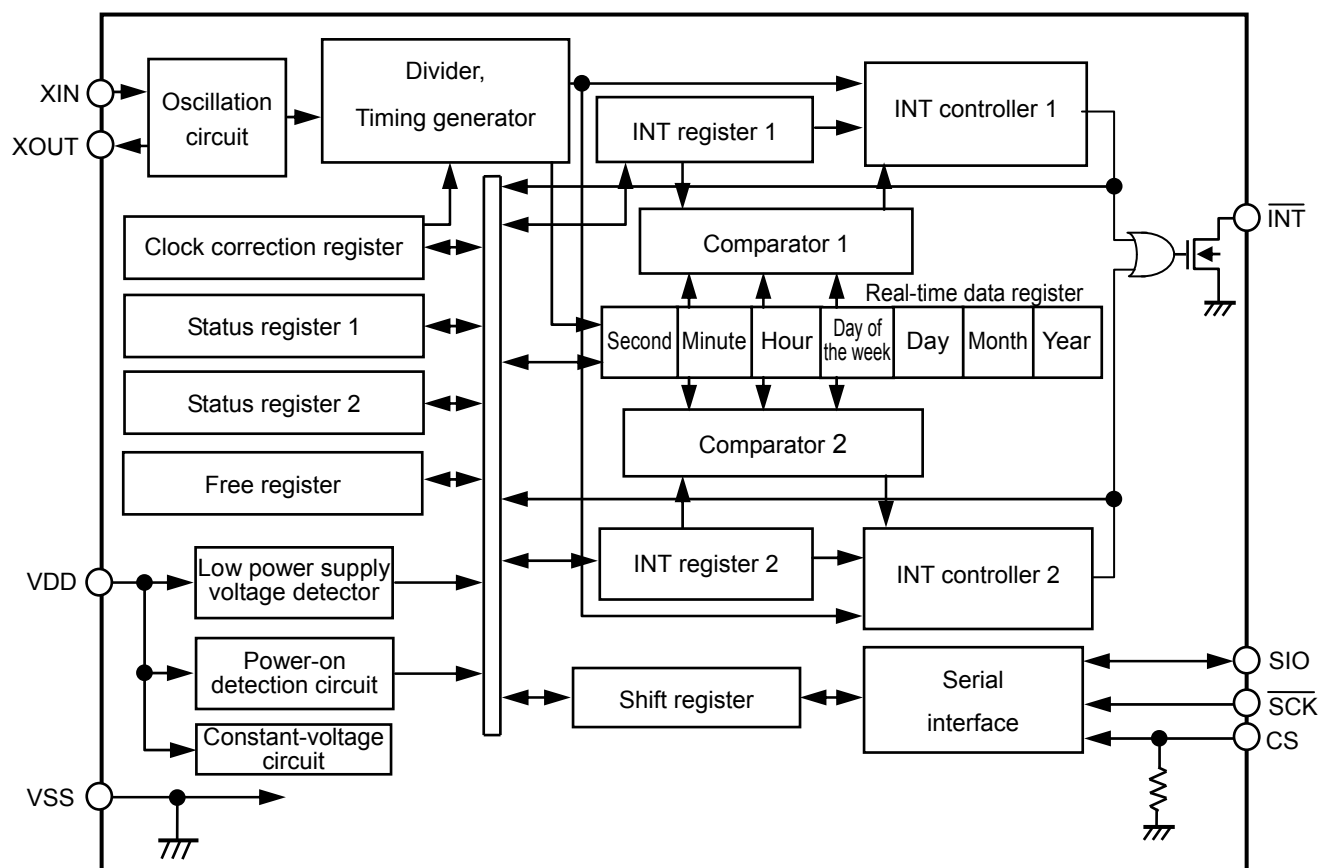 XIN
XOUT
Oscillation
circuit
Divider,
Timing generator
INT register 1
INT controller 1
Clock correction register
Comparator 1
INT
Real-time data register
Status register 1
Second
Minute
Hour
Day of
the week
Day
Month
Year
Status register 2
Comparator 2
Free register
VDD
Low power supply
voltage detector
INT register 2
INT controller 2
Power-on
detection circuit
Shift register
Serial
interface
SIO
SCK
CS
Constant-voltage
circuit
VSS